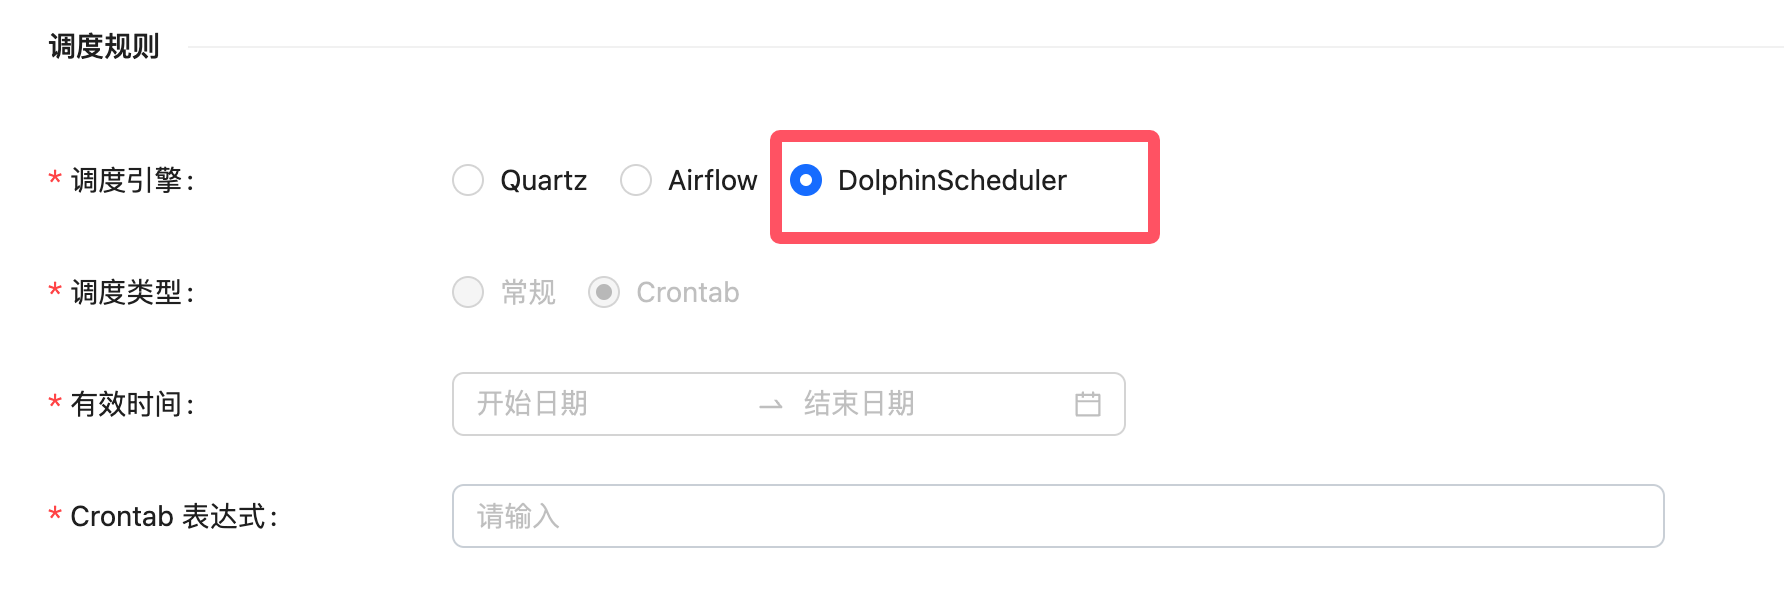 调度规则
* 调度引擎: Quartz Airflow DolphinScheduler
* 调度类型: 常规 Crontab
* 有效时间: 开始日期 → 结束日期
* Crontab 表达式: 请输入